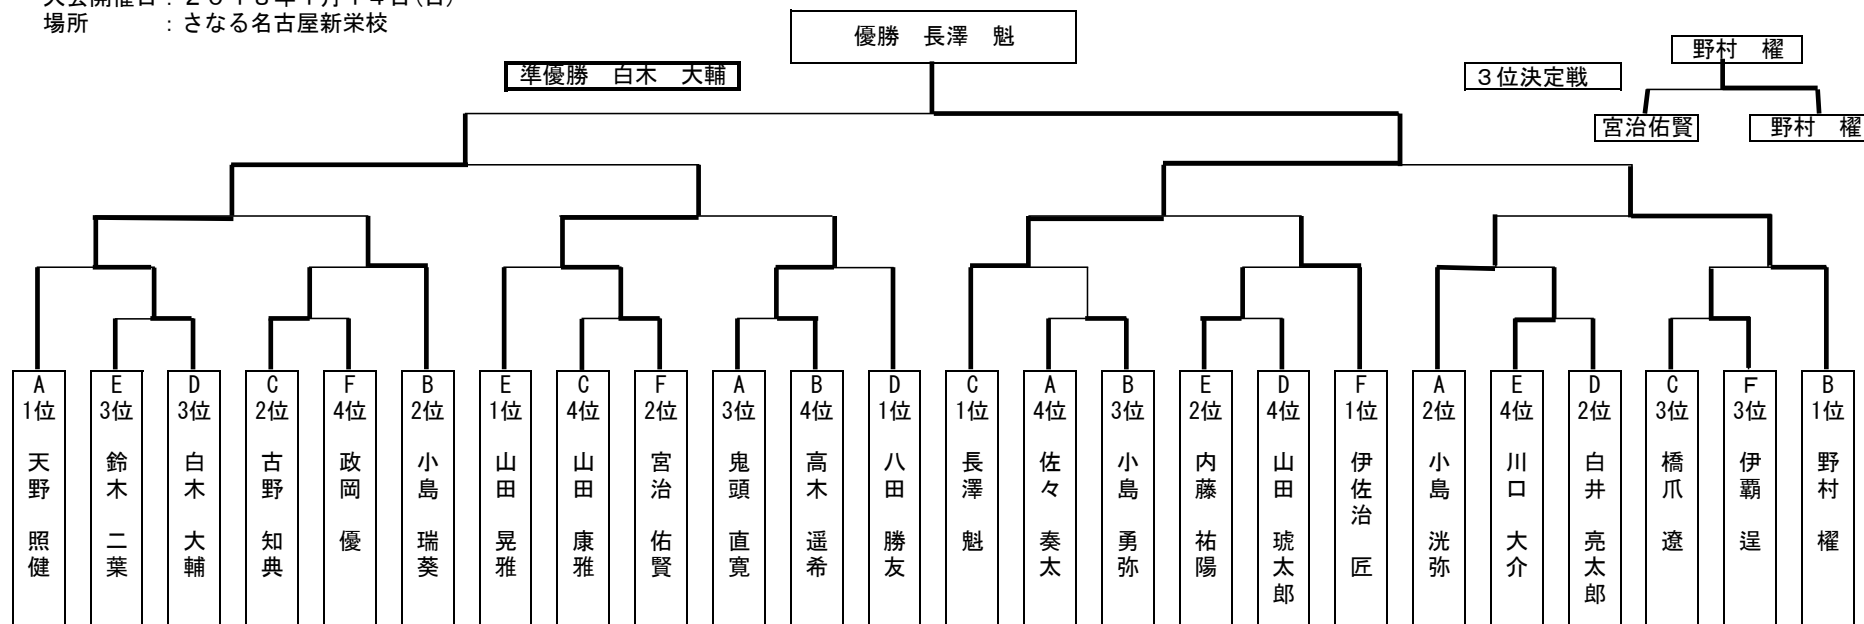 大会開催日：
場所　　　：さなる名古屋新栄校
優勝　長澤　魁
準優勝　白木　大輔
３位決定戦
野村　櫂
宮治佑賢
野村　櫂
A
1位
天野　照健
E
3位
鈴木　二葉
D
3位
白木　大輔
C
2位
古野　知典
F
4位
政岡　優
B
2位
小島　瑞葵
E
1位
山田　晃雅
C
4位
山田　康雅
F
2位
宮治　佑賢
A
3位
鬼頭　直寛
B
4位
高木　遥希
D
1位
八田　勝友
C
1位
長澤　魁
A
4位
佐々　奏太
B
3位
小島　勇弥
E
2位
内藤　祐陽
D
4位
山田　琥太郎
F
1位
伊佐治　匠
A
2位
小島　洸弥
E
4位
川口　大介
D
2位
白井　亮太郎
C
3位
橋爪　遼
Ｆ
3位
伊覇　逞
B
1位
野村　櫂